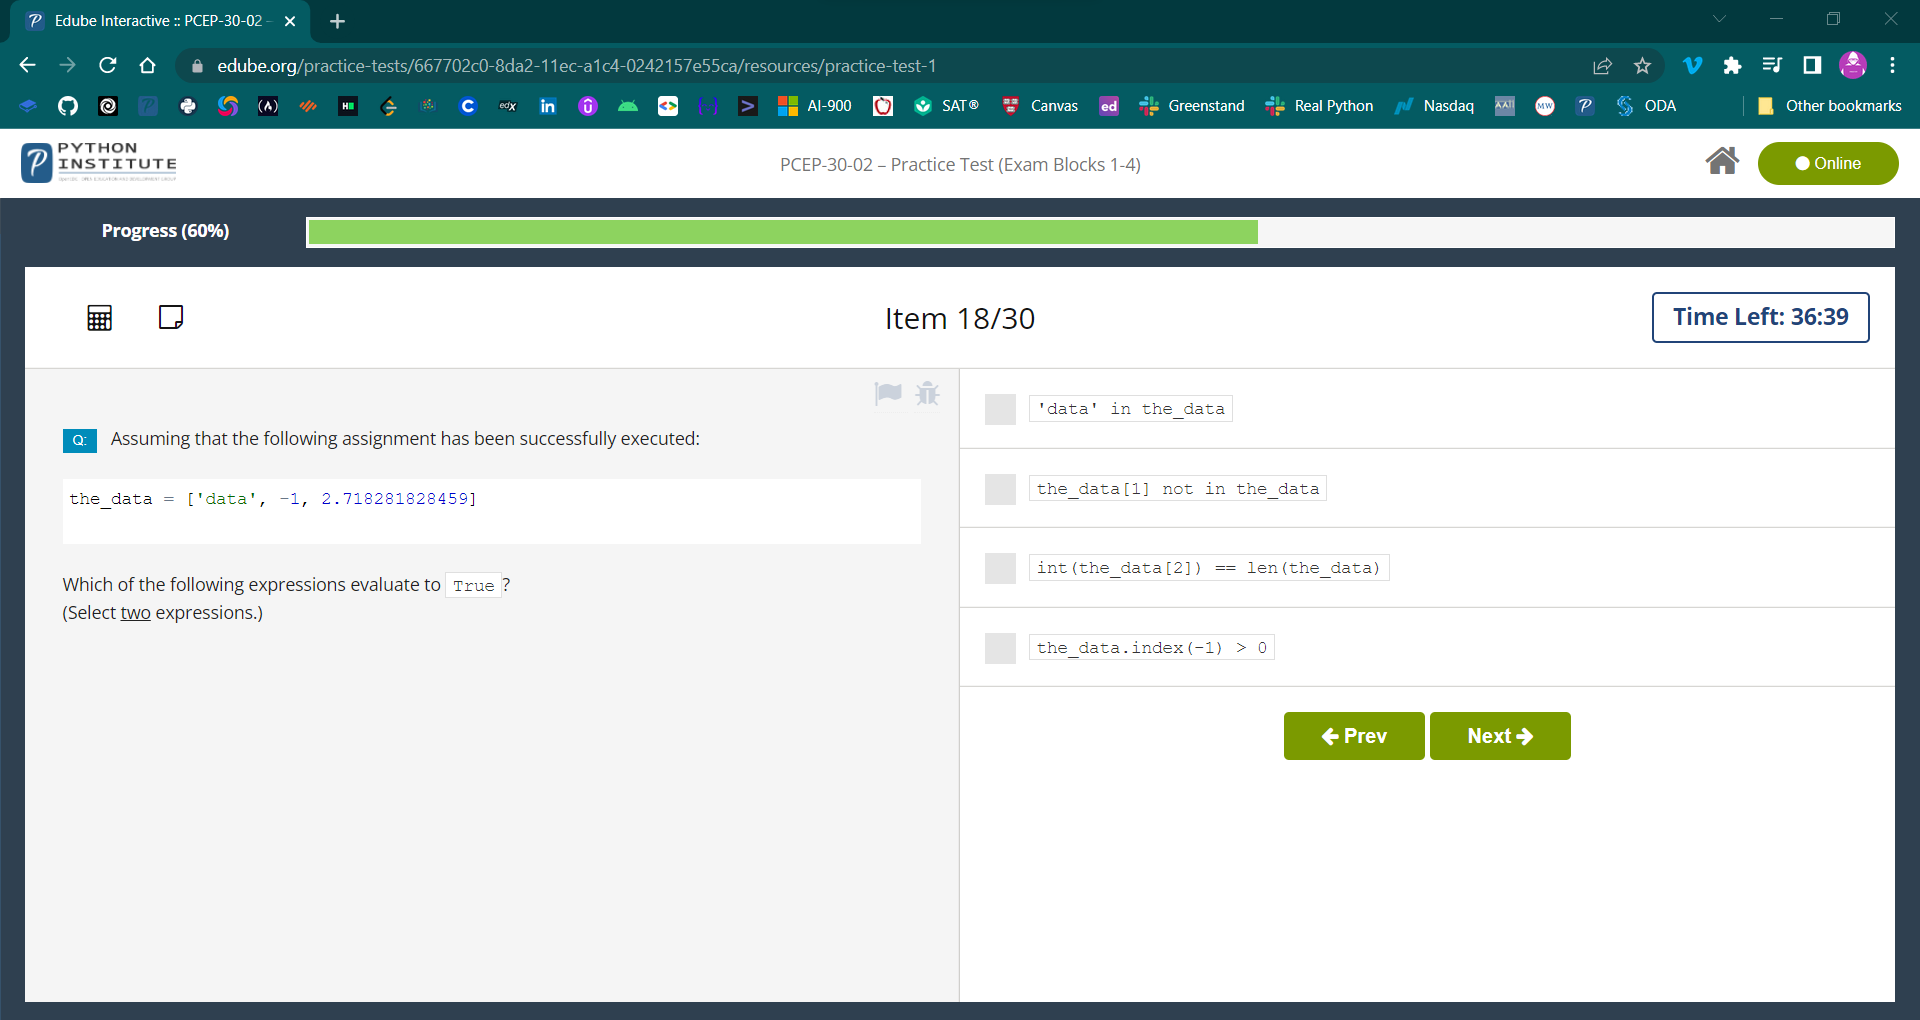 Edube Interactive :: PCEP-30-02 -
edube.org/practice-tests/667702c0-8da2-11ec-a1c4-0242157e55ca/resources/practice-test-1
AI-900 SAT® Canvas ed Greenstand Real Python Nasdaq AATI MW ODA Other bookmarks
PYTHON
INSTITUTE
PCEP-30-02 – Practice Test (Exam Blocks 1-4)
Online
Progress (60%)
Item 18/30
Time Left: 36:39
Q: Assuming that the following assignment has been successfully executed:
the_data = ['data', -1, 2.718281828459]
Which of the following expressions evaluate to True ?
(Select two expressions.)
'data' in the_data
the_data[1] not in the_data
int(the_data[2]) == len(the_data)
the_data.index(-1) > 0
Prev
Next